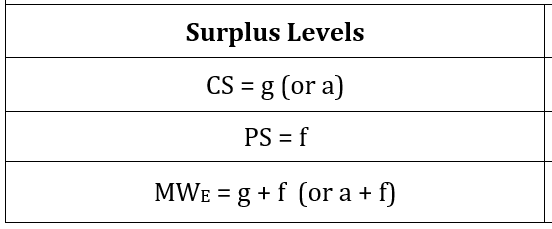 Surplus Levels
CS = g (or a)
PS = f
MWE = g + f (or a + f)